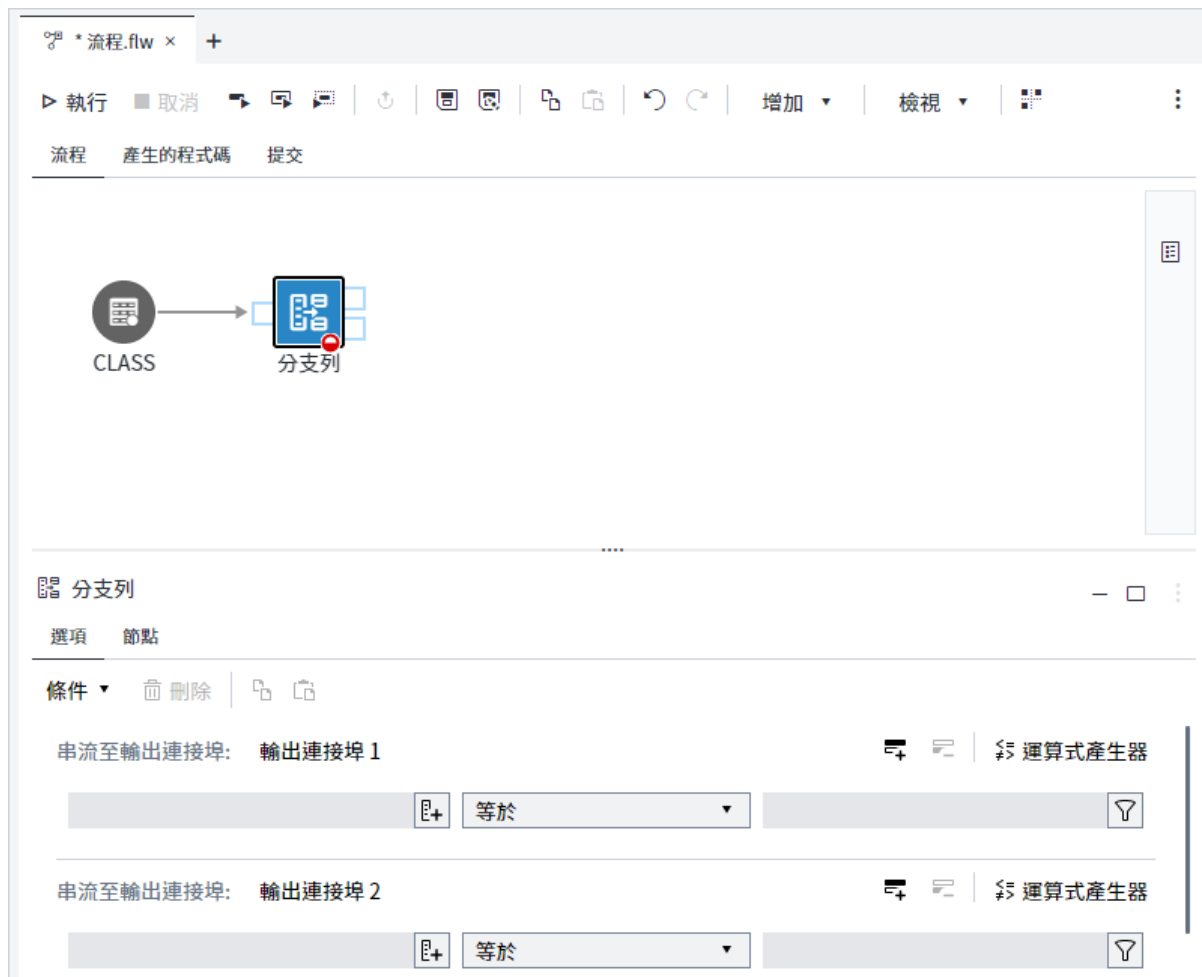 * 流程.flw × +
執行 取消 增加 檢視
流程 產生的程式碼 提交
CLASS
分支列
分支列
選項 節點
條件 刪除
串流至輸出連接埠: 輸出連接埠 1 運算式產生器
等於
串流至輸出連接埠: 輸出連接埠 2 運算式產生器
等於